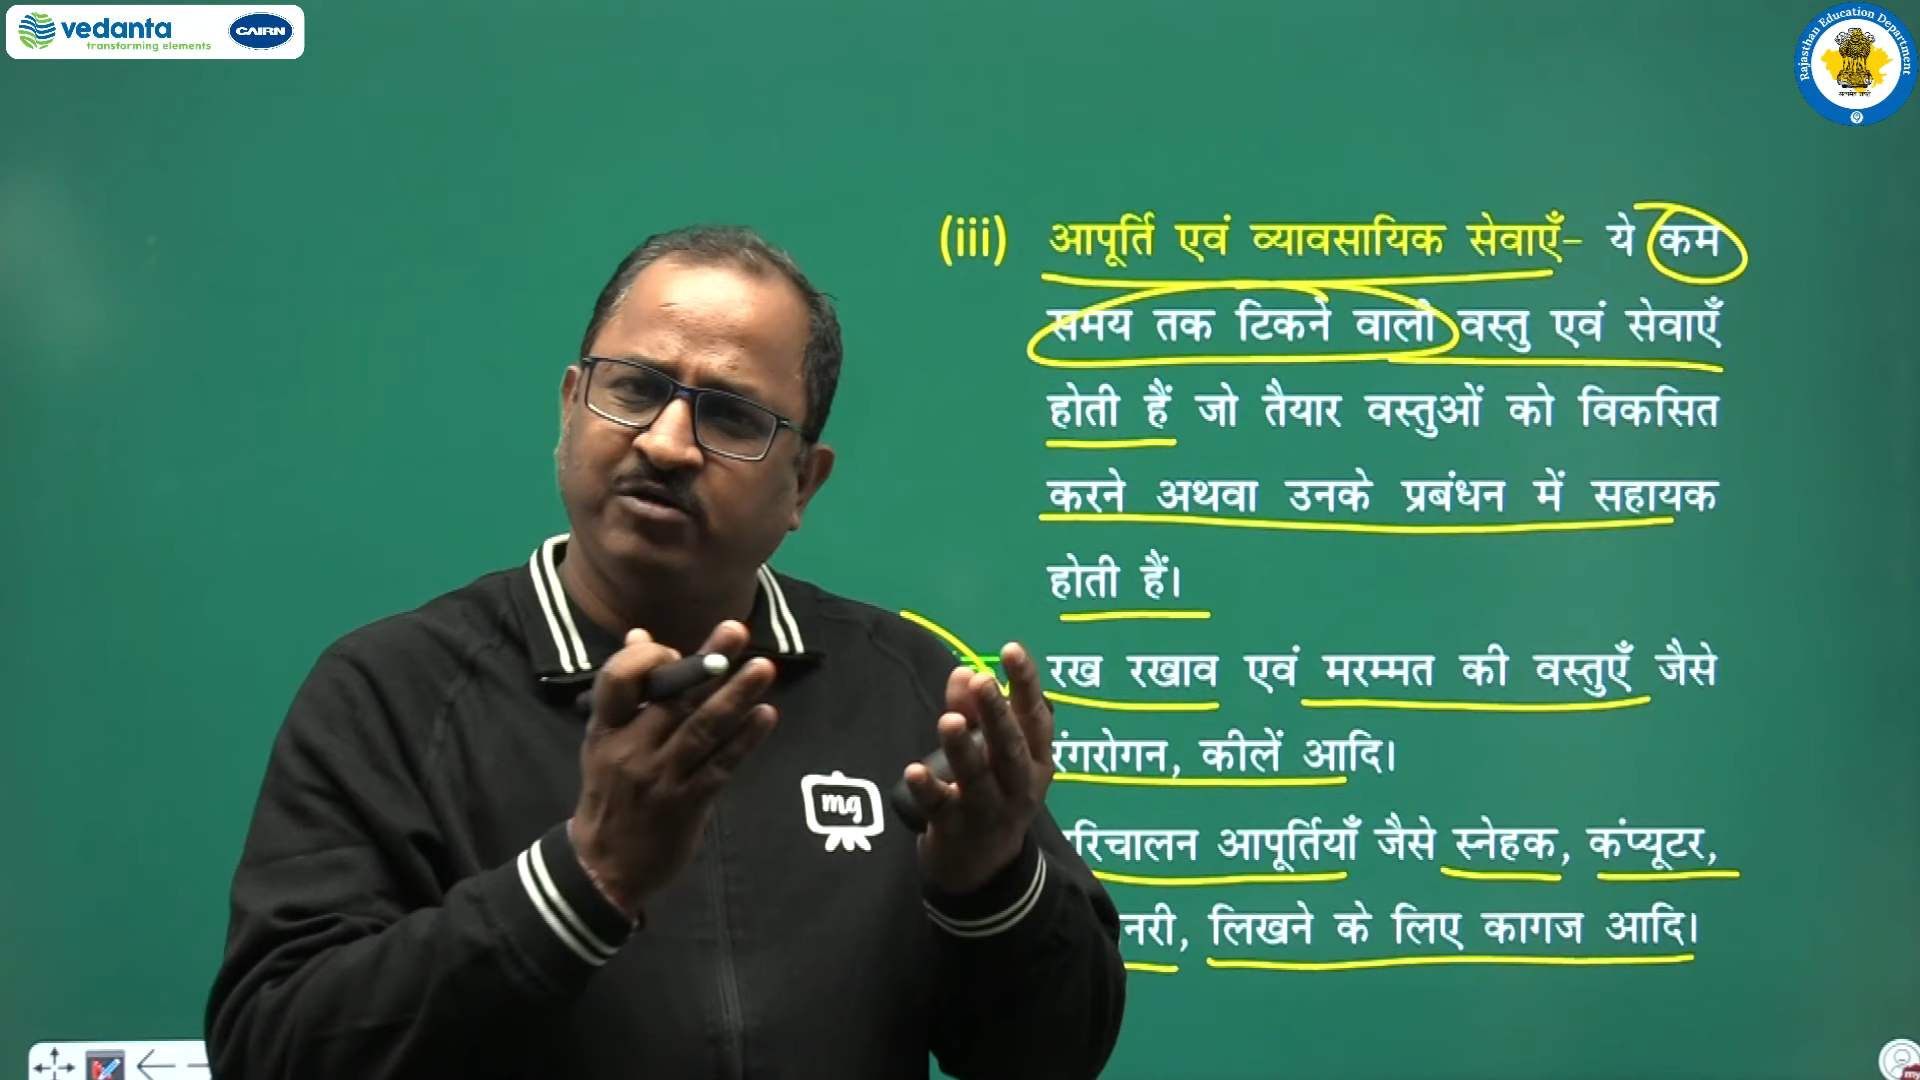 vedanta
transforming elements
CAIRN
Rajasthan Education Department
(iii) आपूर्ति एवं व्यावसायिक सेवाएँ– ये कम
समय तक टिकने वाली वस्तु एवं सेवाएँ
होती हैं जो तैयार वस्तुओं को विकसित
करने अथवा उनके प्रबंधन में सहायक
होती हैं।
रख रखाव एवं मरम्मत की वस्तुएँ जैसे
रंगरोगन, कीलें आदि।
आपूर्तियाँ जैसे स्नेहक, कंप्यूटर,
लिखने के लिए कागज आदि।
mg